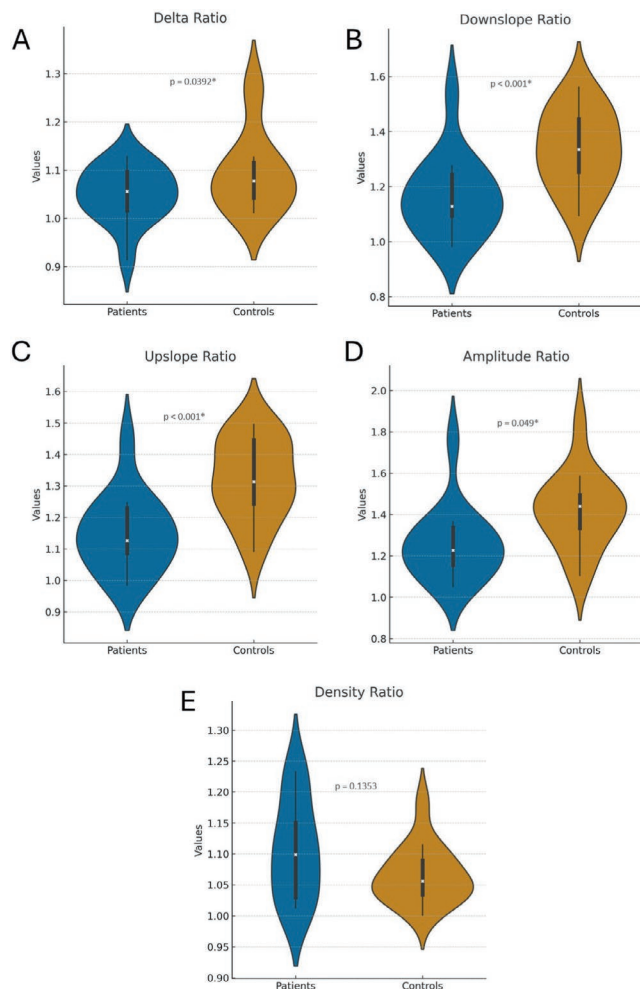 A
Delta Ratio
p = 0.0392*
Values
1.3
1.2
1.1
1.0
0.9
Patients
Controls
B
Downslope Ratio
p < 0.001*
Values
1.6
1.4
1.2
1.0
0.8
Patients
Controls
C
Upslope Ratio
p < 0.001*
Values
1.6
1.5
1.4
1.3
1.2
1.1
1.0
0.9
Patients
Controls
D
Amplitude Ratio
p = 0.049*
Values
2.0
1.8
1.6
1.4
1.2
1.0
0.8
Patients
Controls
E
Density Ratio
p = 0.1353
Values
1.30
1.25
1.20
1.15
1.10
1.05
1.00
0.95
0.90
Patients
Controls